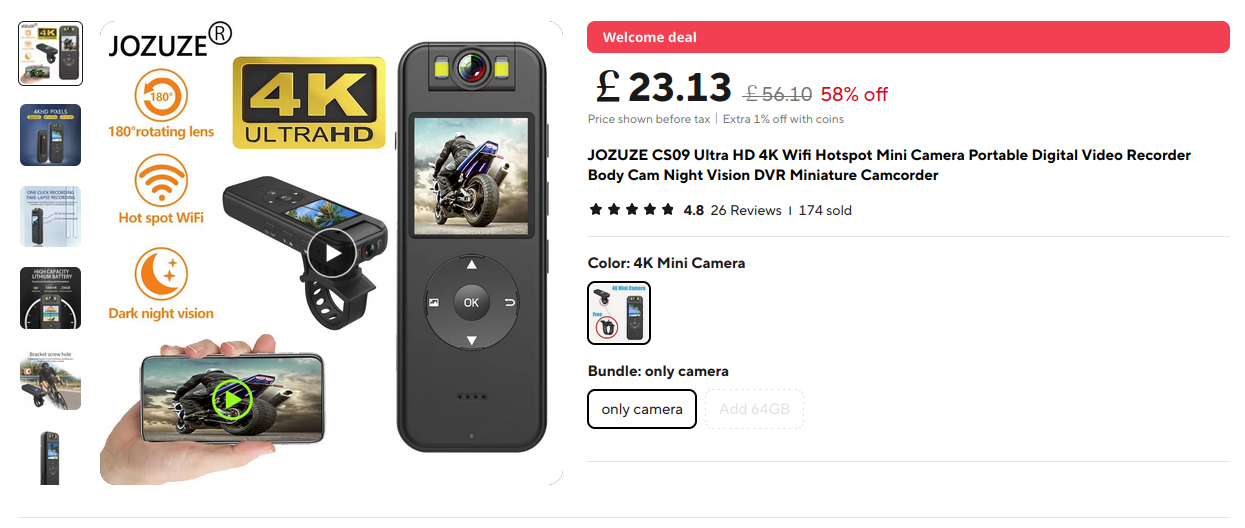 JOZUZE®
4K
ULTRAHD
180°
180°rotating lens
Hot spot WiFi
Dark night vision
OK
4KHD PIXELS
ONE CLICK RECORDING
TIME-LAPSE RECORDING
HIGH CAPACITY
LITHIUM BATTERY
Bracket screw hole
Welcome deal
£23.13 £56.10 58% off
Price shown before tax | Extra 1% off with coins
JOZUZE CS09 Ultra HD 4K Wifi Hotspot Mini Camera Portable Digital Video Recorder
Body Cam Night Vision DVR Miniature Camcorder
4.8 26 Reviews | 174 sold
Color: 4K Mini Camera
4K Mini Camera
Free
Bundle: only camera
only camera
Add 64GB